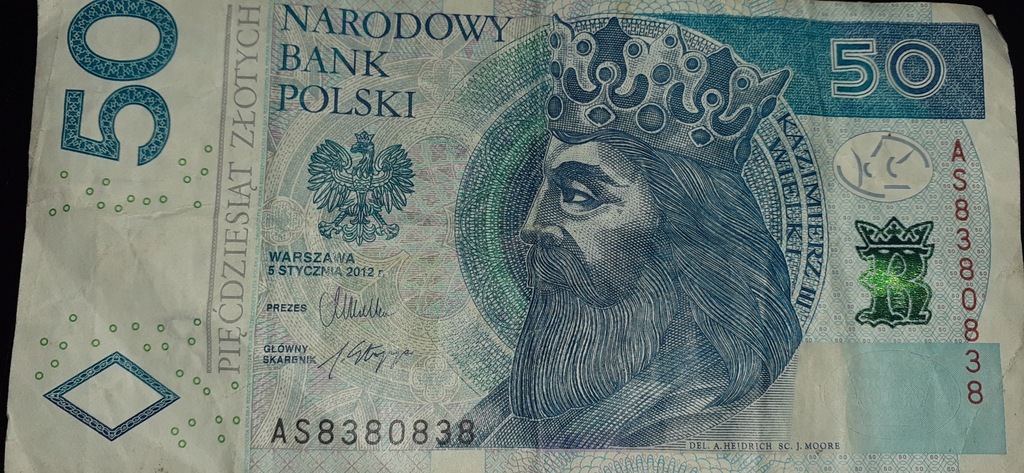 50
PIĘĆDZIESIĄT ZŁOTYCH
NARODOWY
BANK
POLSKI
WARSZAWA
5 STYCZNIA 2012 r.
PREZES
GŁÓWNY
SKARBNIK
AS8380838
KAZIMIERZ III
WIELKI
50
AS8380838
DEL. A. HEIDRICH SC. J. MOORE